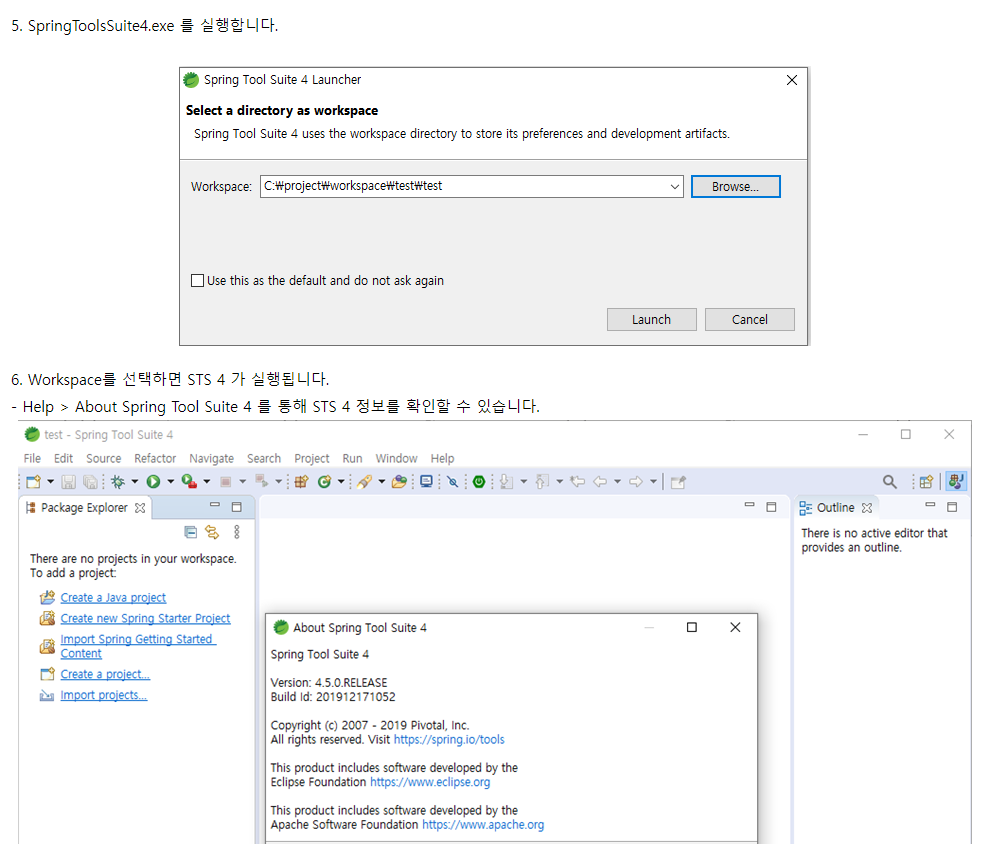 5. SpringToolsSuite4.exe 를 실행합니다.
Spring Tool Suite 4 Launcher
Select a directory as workspace
Spring Tool Suite 4 uses the workspace directory to store its preferences and development artifacts.
Workspace: C:₩project₩workspace₩test₩test Browse...
Use this as the default and do not ask again
Launch Cancel
6. Workspace를 선택하면 STS 4 가 실행됩니다.
- Help > About Spring Tool Suite 4 를 통해 STS 4 정보를 확인할 수 있습니다.
test - Spring Tool Suite 4
File Edit Source Refactor Navigate Search Project Run Window Help
Package Explorer
Outline
There are no projects in your workspace.
To add a project:
Create a Java project
Create new Spring Starter Project
Import Spring Getting Started
Content
Create a project...
Import projects...
There is no active editor that
provides an outline.
About Spring Tool Suite 4
Spring Tool Suite 4
Version: 4.5.0.RELEASE
Build Id: 201912171052
Copyright (c) 2007 - 2019 Pivotal, Inc.
All rights reserved. Visit https://spring.io/tools
This product includes software developed by the
Eclipse Foundation https://www.eclipse.org
This product includes software developed by the
Apache Software Foundation https://www.apache.org